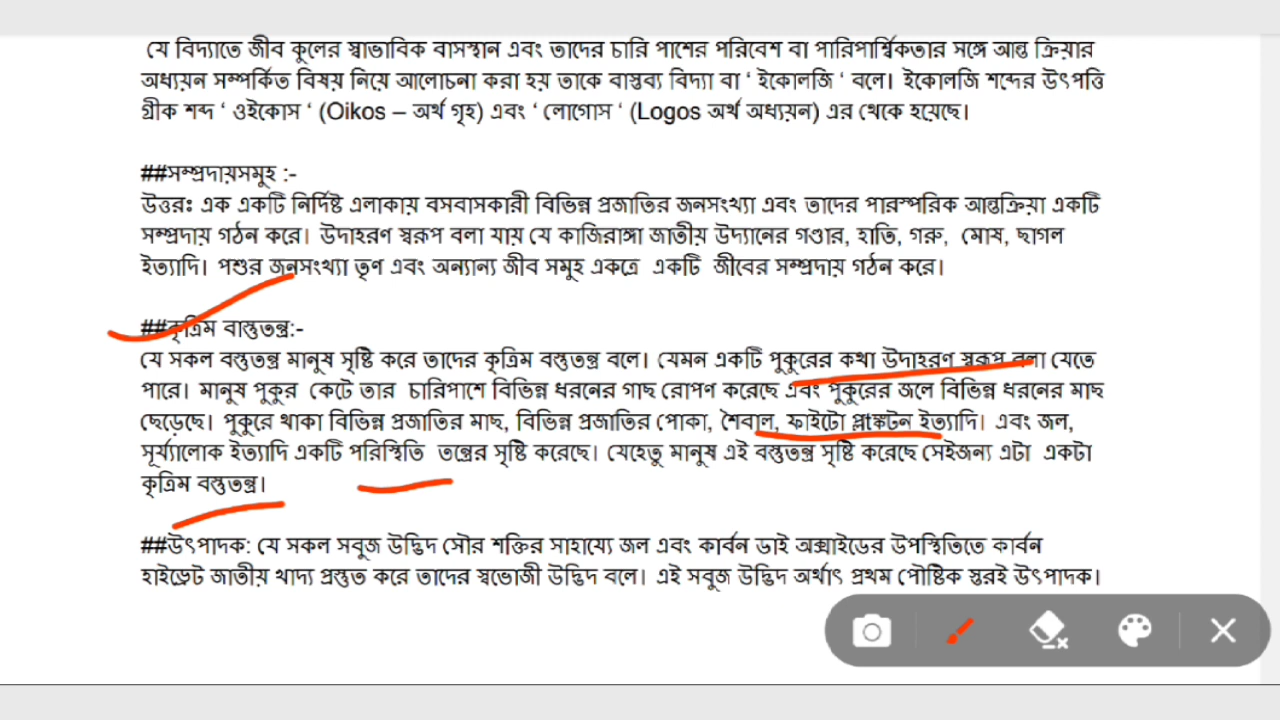 যে বিদ্যাতে জীব কুলের স্বাভাবিক বাসস্থান এবং তাদের চারি পাশের পরিবেশ বা পারিপার্শ্বিকতার সঙ্গে আন্ত ক্রিয়ার
অধ্যয়ন সম্পর্কিত বিষয় নিয়ে আলোচনা করা হয় তাকে বাস্তব্য বিদ্যা বা ‘ ইকোলজি ‘ বলে। ইকোলজি শব্দের উৎপত্তি
গ্রীক শব্দ ‘ ওইকোস ‘ (Oikos – অর্থ গৃহ) এবং ‘ লোগোস ‘ (Logos অর্থ অধ্যয়ন) এর থেকে হয়েছে।
##সম্প্রদায়সমুহ :-
উত্তরঃ এক একটি নির্দিষ্ট এলাকায় বসবাসকারী বিভিন্ন প্রজাতির জনসংখ্যা এবং তাদের পারস্পরিক আন্তক্রিয়া একটি
সম্প্রদায় গঠন করে। উদাহরণ স্বরূপ বলা যায় যে কাজিরাঙ্গা জাতীয় উদ্যানের গণ্ডার, হাতি, গরু, মোষ, ছাগল
ইত্যাদি। পশুর জনসংখ্যা তৃণ এবং অন্যান্য জীব সমুহ একত্রে একটি জীবের সম্প্রদায় গঠন করে।
##কৃত্রিম বাস্তুতন্ত্র:-
যে সকল বস্তুতন্ত্র মানুষ সৃষ্টি করে তাদের কৃত্রিম বস্তুতন্ত্র বলে। যেমন একটি পুকুরের কথা উদাহরণ স্বরূপ বলা যেতে
পারে। মানুষ পুকুর কেটে তার চারিপাশে বিভিন্ন ধরনের গাছ রোপণ করেছে এবং পুকুরের জলে বিভিন্ন ধরনের মাছ
ছেড়েছে। পুকুরে থাকা বিভিন্ন প্রজাতির মাছ, বিভিন্ন প্রজাতির পোকা, শৈবাল, ফাইটো প্লাঙ্কেটন ইত্যাদি। এবং জল,
সূর্য্যালোক ইত্যাদি একটি পরিস্থিতি তন্ত্রের সৃষ্টি করেছে। যেহেতু মানুষ এই বস্তুতন্ত্র সৃষ্টি করেছে সেইজন্য এটা একটা
কৃত্রিম বস্তুতন্ত্র।
##উৎপাদক: যে সকল সবুজ উদ্ভিদ সৌর শক্তির সাহায্যে জল এবং কার্বন ডাই অক্সাইডের উপস্থিতিতে কার্বন
হাইড্রেট জাতীয় খাদ্য প্রস্তুত করে তাদের স্বভোজী উদ্ভিদ বলে। এই সবুজ উদ্ভিদ অর্থাৎ প্রথম পৌষ্টিক স্তরই উৎপাদক।